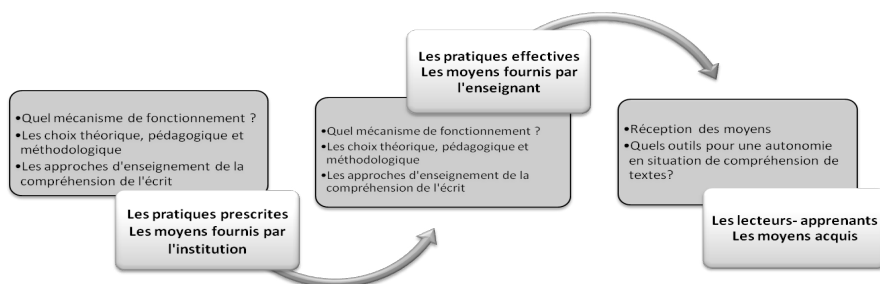 •Quel mécanisme de fonctionnement ?
•Les choix théorique, pédagogique et
méthodologique
•Les approches d'enseignement de la
compréhension de l'écrit
Les pratiques prescrites
Les moyens fournis par
l'institution
Les pratiques effectives
Les moyens fournis par
l'enseignant
•Quel mécanisme de fonctionnement ?
•Les choix théorique, pédagogique et
méthodologique
•Les approches d'enseignement de la
compréhension de l'écrit
•Réception des moyens
•Quels outils pour une autonomie
en situation de compréhension de
textes?
Les lecteurs- apprenants
Les moyens acquis